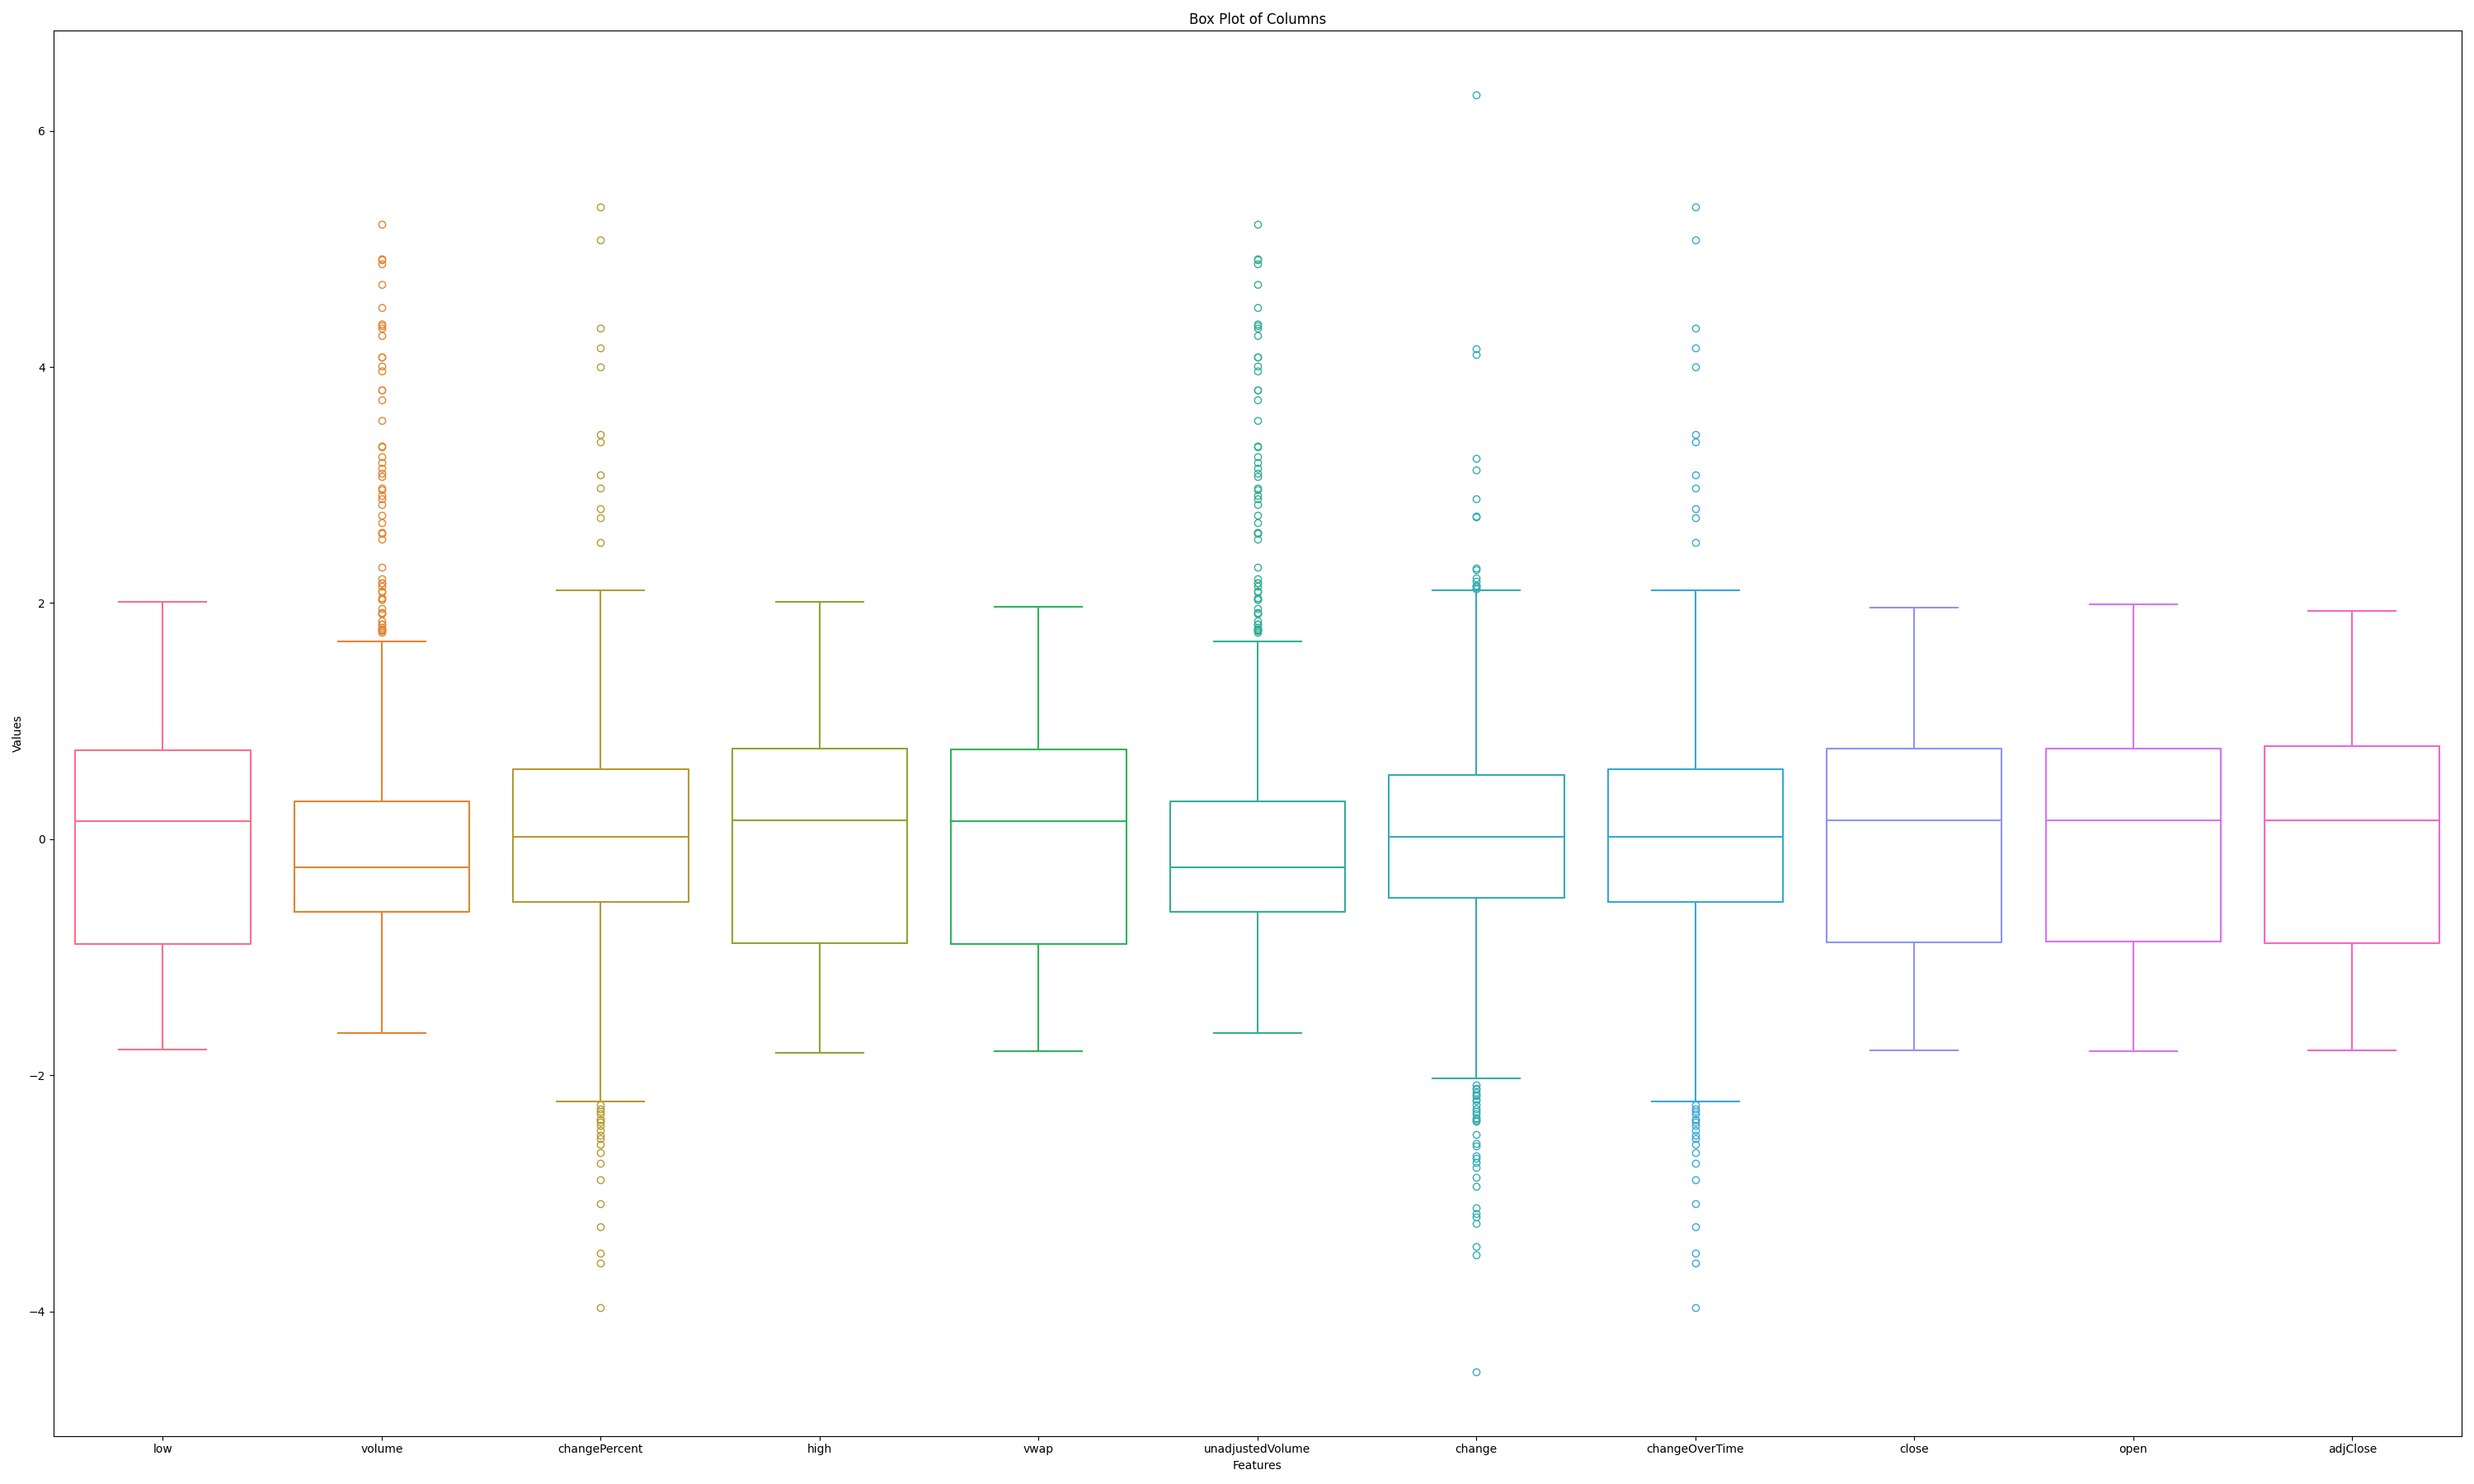 Box Plot of Columns
Values
6
4
2
0
−2
−4
low volume changePercent high vwap unadjustedVolume change changeOverTime close open adjClose
Features